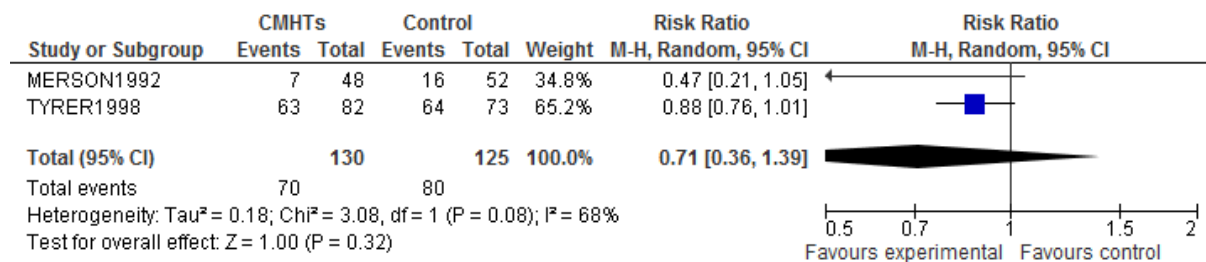 CMHTs Control Risk Ratio Risk Ratio
Study or Subgroup Events Total Events Total Weight M-H, Random, 95% CI M-H, Random, 95% CI
MERSON1992 7 48 16 52 34.8% 0.47 [0.21, 1.05]
TYRER1998 63 82 64 73 65.2% 0.88 [0.76, 1.01]
Total (95% CI) 130 125 100.0% 0.71 [0.36, 1.39]
Total events 70 80
Heterogeneity: Tau² = 0.18; Chi² = 3.08, df = 1 (P = 0.08); I² = 68%
Test for overall effect: Z = 1.00 (P = 0.32)
0.5 0.7 1 1.5 2
Favours experimental Favours control